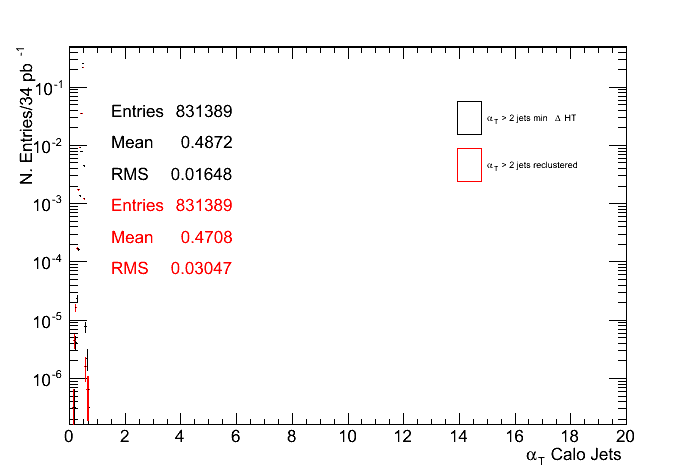 N. Entries/34 pb⁻¹
10⁻¹
10⁻²
10⁻³
10⁻⁴
10⁻⁵
10⁻⁶
Entries 831389
Mean 0.4872
RMS 0.01648
Entries 831389
Mean 0.4708
RMS 0.03047
α_T > 2 jets min Δ HT
α_T > 2 jets reclustered
0 2 4 6 8 10 12 14 16 18 20
α_T Calo Jets